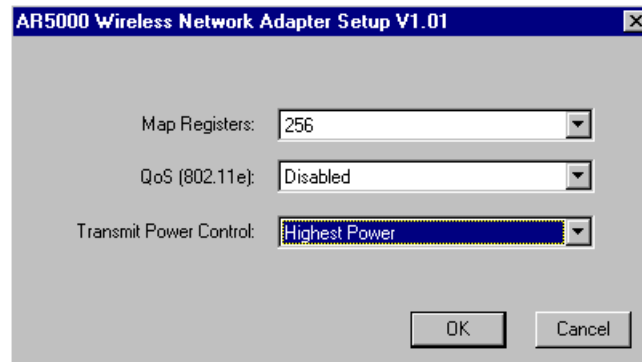 AR5000 Wireless Network Adapter Setup V1.01
Map Registers: 256
QoS (802.11e): Disabled
Transmit Power Control: Highest Power
OK Cancel